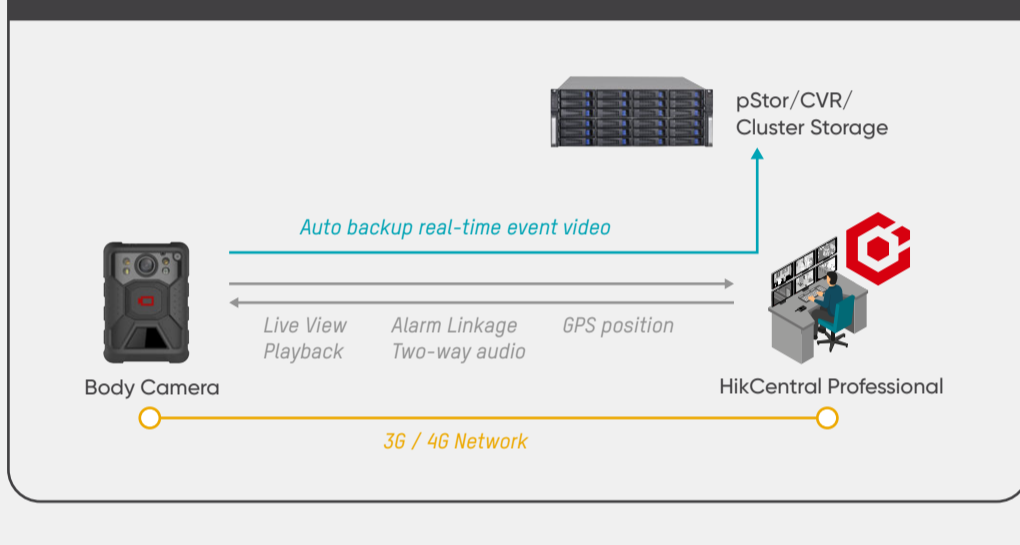 pStor/CVR/
Cluster Storage
Auto backup real-time event video
Live View
Playback
Alarm Linkage
Two-way audio
GPS position
Body Camera
HikCentral Professional
3G / 4G Network